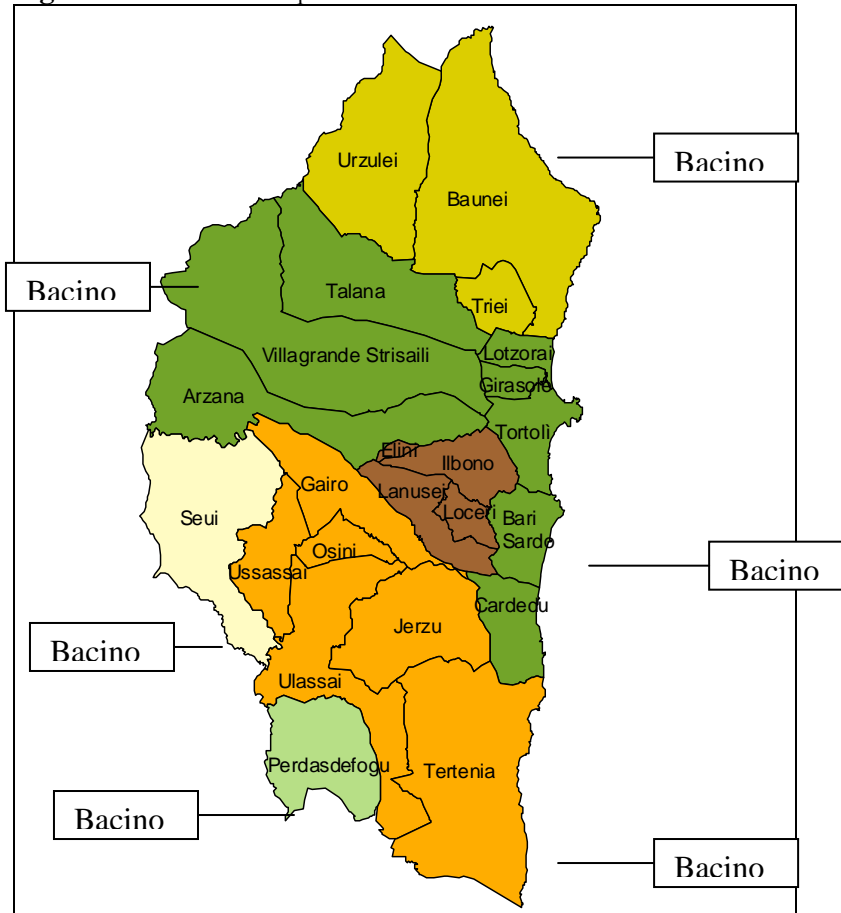 Bacino
Urzulei
Baunei
Bacino
Talana
Triei
Villagrande Strisaili
Lotzorai
Girasole
Arzana
Tortolì
Elini
Ilbono
Gairo
Lanusei
Seui
Loceri
Bari
Sardo
Osini
Ussassai
Bacino
Cardedu
Jerzu
Bacino
Ulassai
Perdasdefogu
Tertenia
Bacino
Bacino